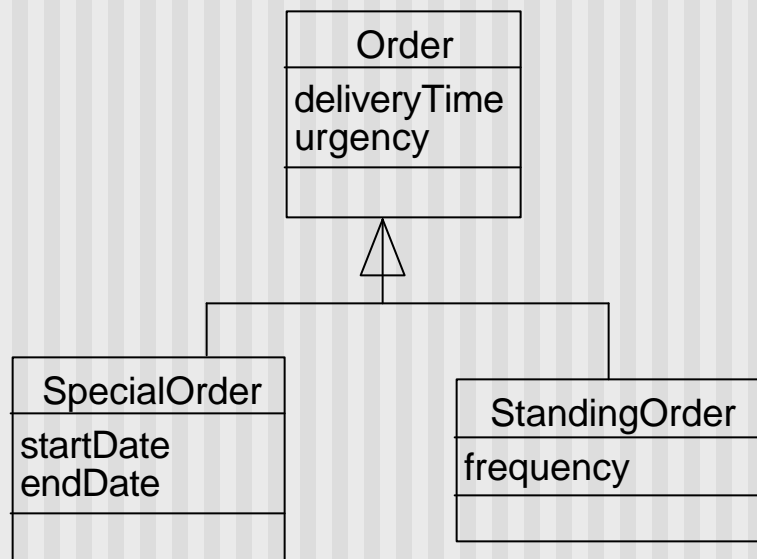 Order
deliveryTime
urgency
SpecialOrder
startDate
endDate
StandingOrder
frequency